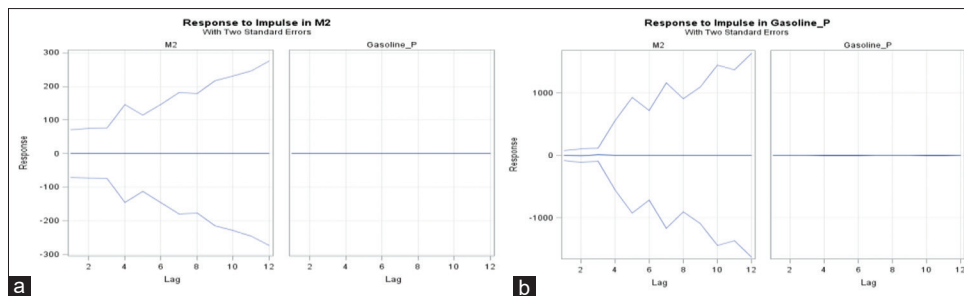 Response to Impulse in M2
With Two Standard Errors
M2 Gasoline_P
300
200
100
0
-100
-200
-300
Response
2 4 6 8 10 12 2 4 6 8 10 12
Lag Lag
a
Response to Impulse in Gasoline_P
With Two Standard Errors
M2 Gasoline_P
1000
0
-1000
Response
2 4 6 8 10 12 2 4 6 8 10 12
Lag Lag
b